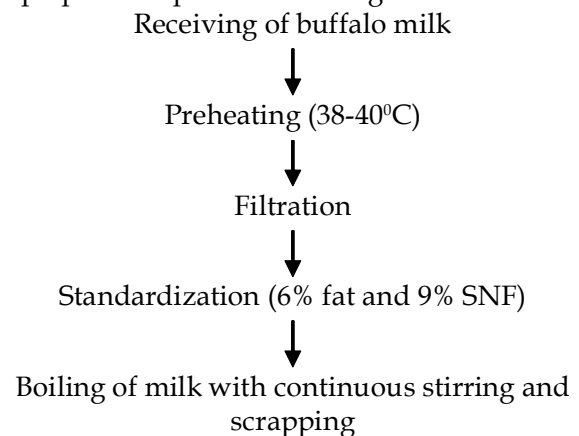 Receiving of buffalo milk
Preheating (38-40⁰C)
Filtration
Standardization (6% fat and 9% SNF)
Boiling of milk with continuous stirring and
scrapping